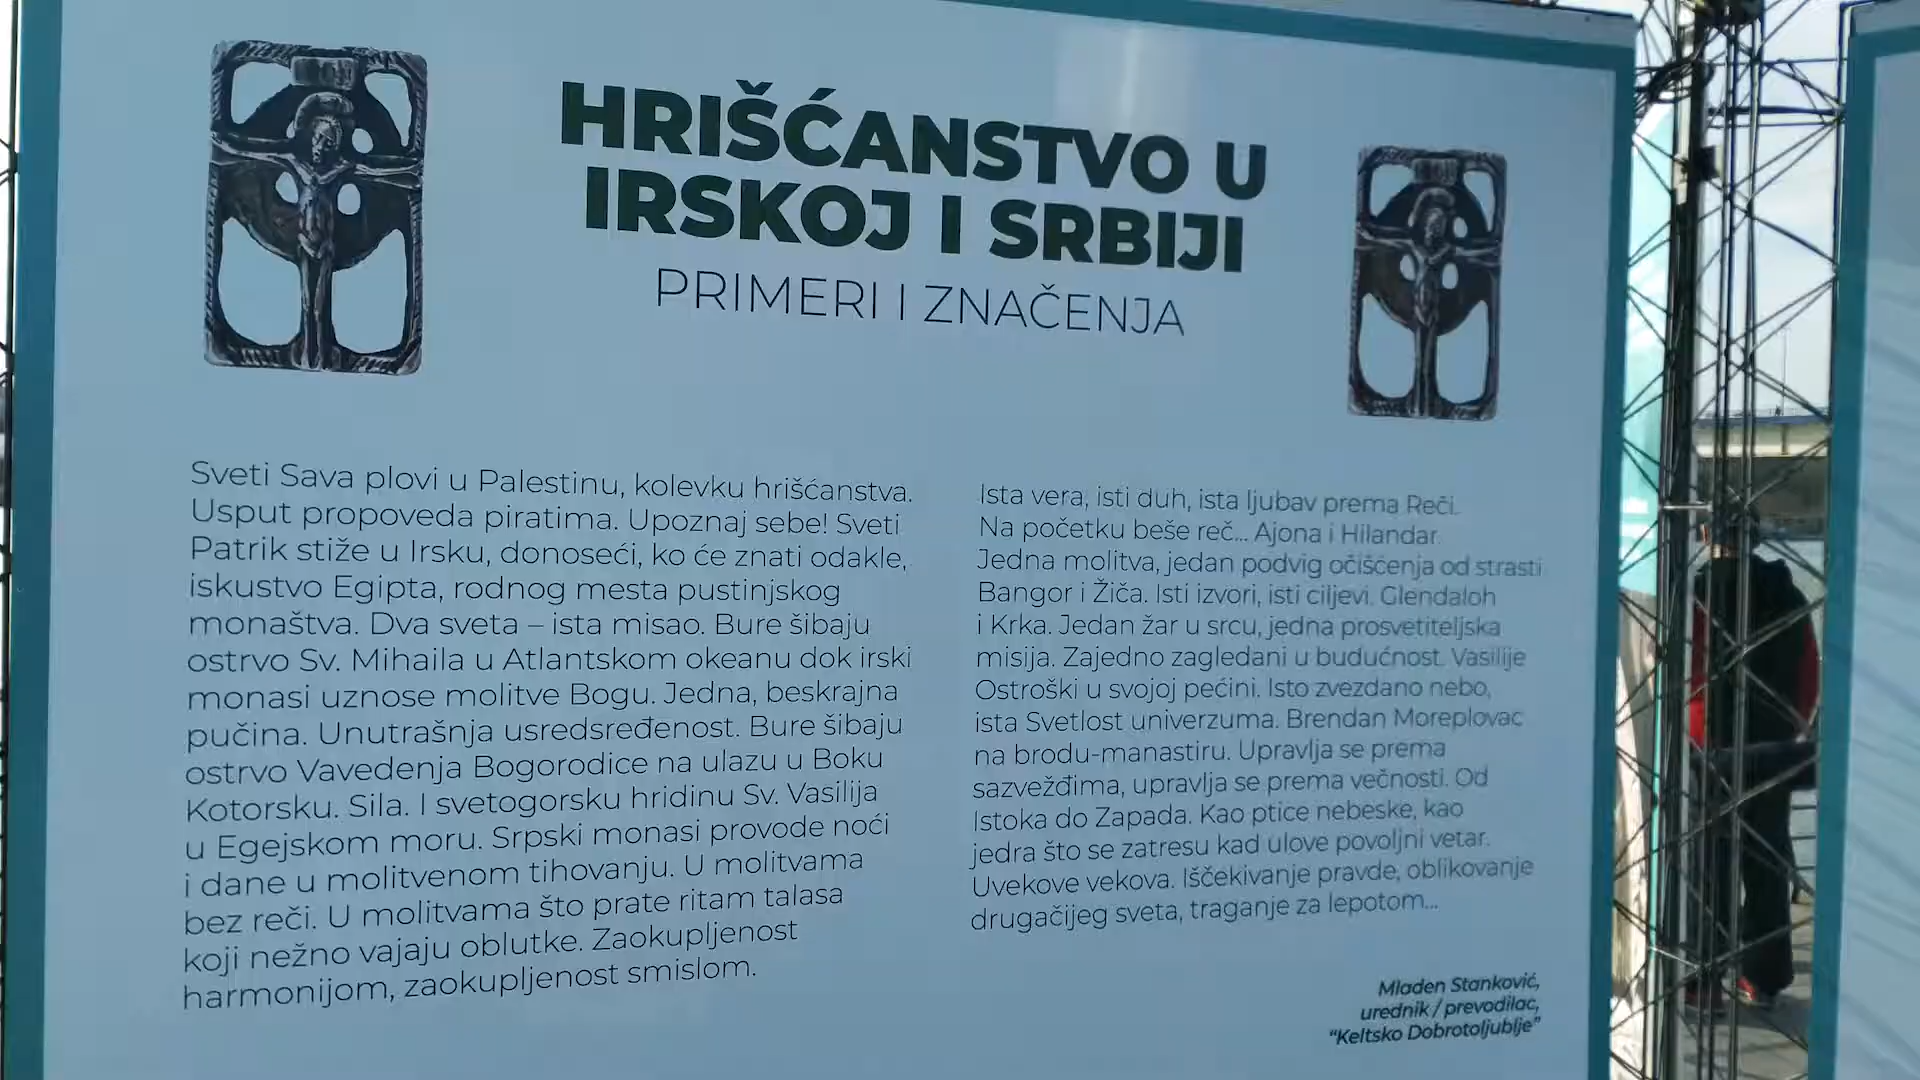 HRIŠĆANSTVO U
IRSKOJ I SRBIJI
PRIMERI I ZNAČENJA
Sveti Sava plovi u Palestinu, kolevku hrišćanstva.
Usput propoveda piratima. Upoznaj sebe! Sveti
Patrik stiže u Irsku, donoseći, ko će znati odakle,
iskustvo Egipta, rodnog mesta pustinjskog
monaštva. Dva sveta – ista misao. Bure šibaju
ostrvo Sv. Mihaila u Atlantskom okeanu dok irski
monasi uznose molitve Bogu. Jedna, beskrajna
pučina. Unutrašnja usredsređenost. Bure šibaju
ostrvo Vavedenja Bogorodice na ulazu u Boku
Kotorsku. Sila. I svetogorsku hridinu Sv. Vasilija
u Egejskom moru. Srpski monasi provode noći
i dane u molitvenom tihovanju. U molitvama
bez reči. U molitvama što prate ritam talasa
koji nežno vajaju oblutke. Zaokupljenost
harmonijom, zaokupljenost smislom.
Ista vera, isti duh, ista ljubav prema Reči.
Na početku beše reč... Ajona i Hilandar.
Jedna molitva, jedan podvig očišćenja od strasti.
Bangor i Žiča. Isti izvori, isti ciljevi. Glendaloh
i Krka. Jedan žar u srcu, jedna prosvetiteljska
misija. Zajedno zagledani u budućnost. Vasilije
Ostroški u svojoj pećini. Isto zvezdano nebo,
ista Svetlost univerzuma. Brendan Moreplovac
na brodu-manastiru. Upravlja se prema
sazvežđima, upravlja se prema večnosti. Od
Istoka do Zapada. Kao ptice nebeske, kao
jedra što se zatresu kad ulove povoljni vetar.
Uvekove vekova. Iščekivanje pravde, oblikovanje
drugačijeg sveta, traganje za lepotom...
Mladen Stanković,
urednik / prevodilac,
"Keltsko Dobrotoljublje"